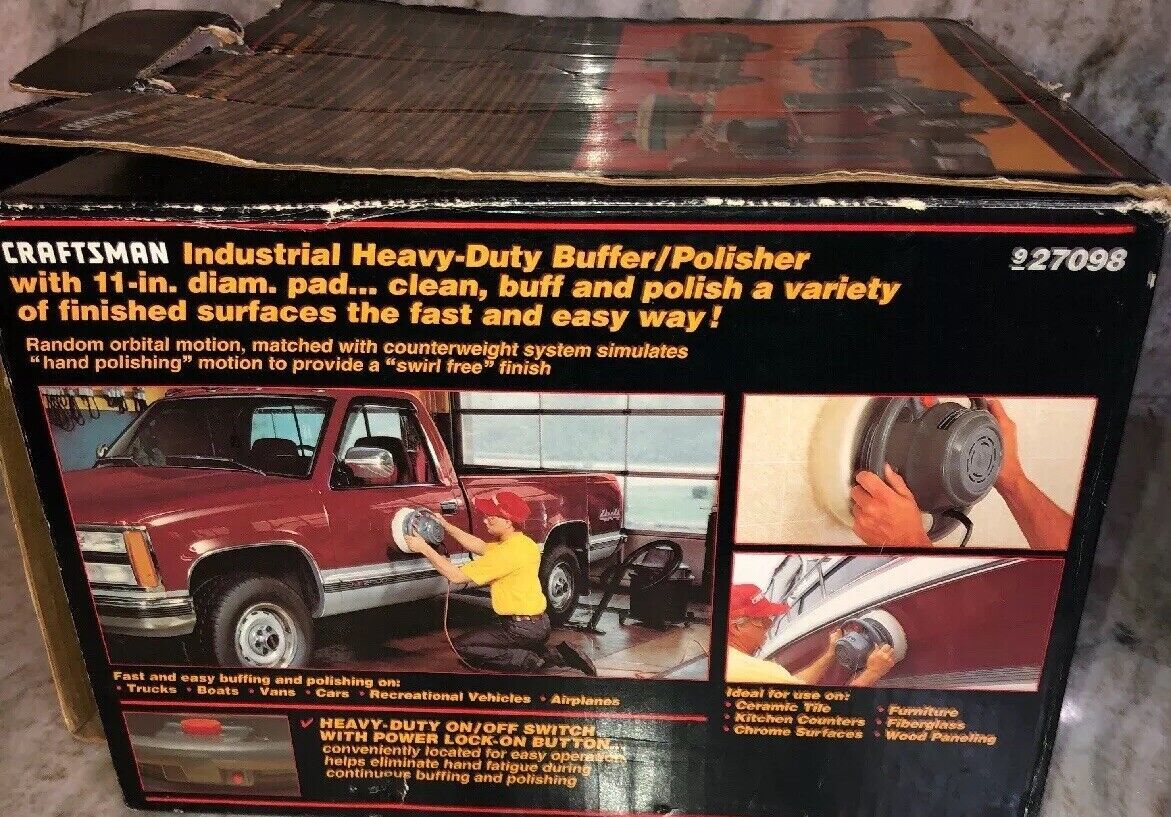 CRAFTSMAN Industrial Heavy-Duty Buffer/Polisher
927098
with 11-in. diam. pad... clean, buff and polish a variety
of finished surfaces the fast and easy way!
Random orbital motion, matched with counterweight system simulates
"hand polishing" motion to provide a "swirl free" finish
Fast and easy buffing and polishing on:
• Trucks • Boats • Vans • Cars • Recreational Vehicles • Airplanes
Ideal for use on:
• Ceramic Tile
• Kitchen Counters
• Chrome Surfaces
• Furniture
• Fiberglass
• Wood Paneling
✓ HEAVY-DUTY ON/OFF SWITCH
WITH POWER LOCK-ON BUTTON...
conveniently located for easy
helps eliminate hand fatigue during
continuous buffing and polishing